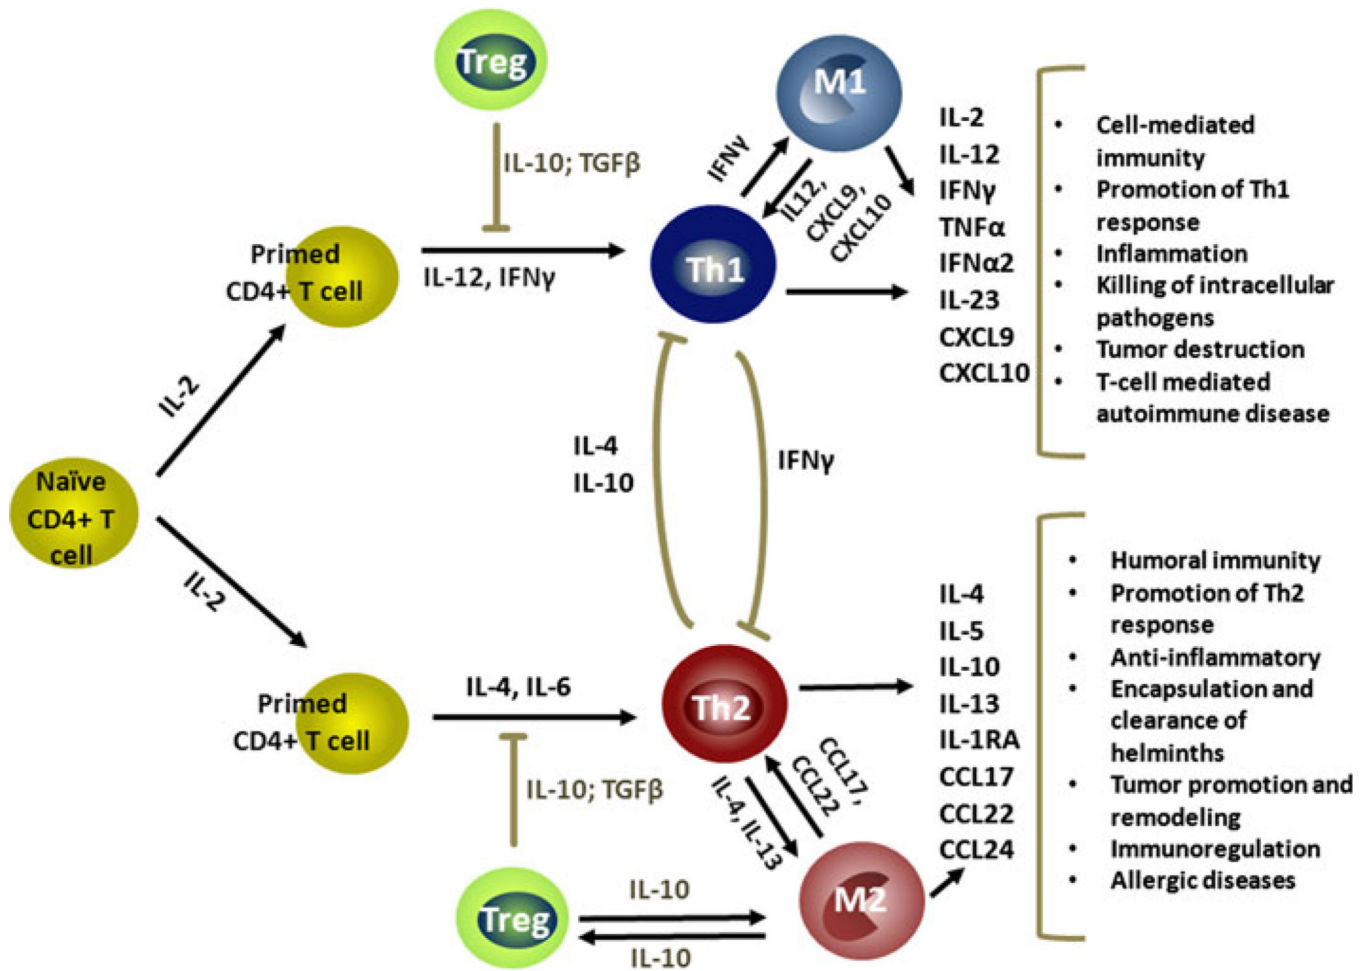 Treg
IL-10; TGFβ
M1
IFNγ
IL12,
CXCL9,
CXCL10
Primed
CD4+ T cell
IL-12, IFNγ
Th1
IL-2
IL-12
IFNγ
TNFα
IFNα2
IL-23
CXCL9
CXCL10
• Cell-mediated
immunity
• Promotion of Th1
response
• Inflammation
• Killing of intracellular
pathogens
• Tumor destruction
• T-cell mediated
autoimmune disease
IL-2
Naïve
CD4+ T
cell
IL-2
IL-4
IL-10
IFNγ
Primed
CD4+ T cell
IL-4, IL-6
Th2
IL-10; TGFβ
CCL17,
CCL22
IL-4, IL-13
Treg
IL-10
IL-10
M2
IL-4
IL-5
IL-10
IL-13
IL-1RA
CCL17
CCL22
CCL24
• Humoral immunity
• Promotion of Th2
response
• Anti-inflammatory
• Encapsulation and
clearance of
helminths
• Tumor promotion and
remodeling
• Immunoregulation
• Allergic diseases